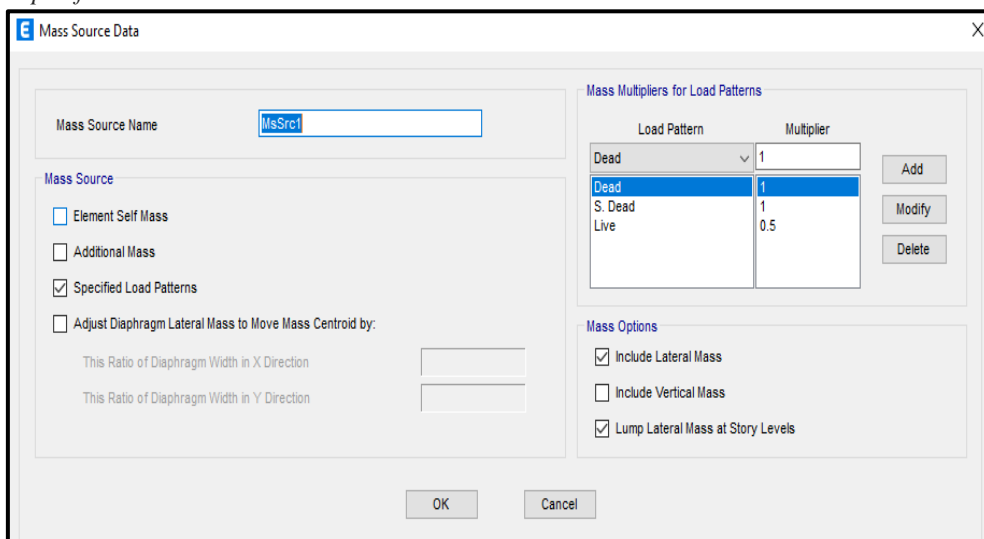 E Mass Source Data X
Mass Source Name MsSrc1
Mass Source
Element Self Mass
Additional Mass
Specified Load Patterns
Adjust Diaphragm Lateral Mass to Move Mass Centroid by:
This Ratio of Diaphragm Width in X Direction
This Ratio of Diaphragm Width in Y Direction
Mass Multipliers for Load Patterns
Load Pattern Multiplier
Dead 1 Add
Dead 1
S. Dead 1 Modify
Live 0.5
Delete
Mass Options
Include Lateral Mass
Include Vertical Mass
Lump Lateral Mass at Story Levels
OK Cancel